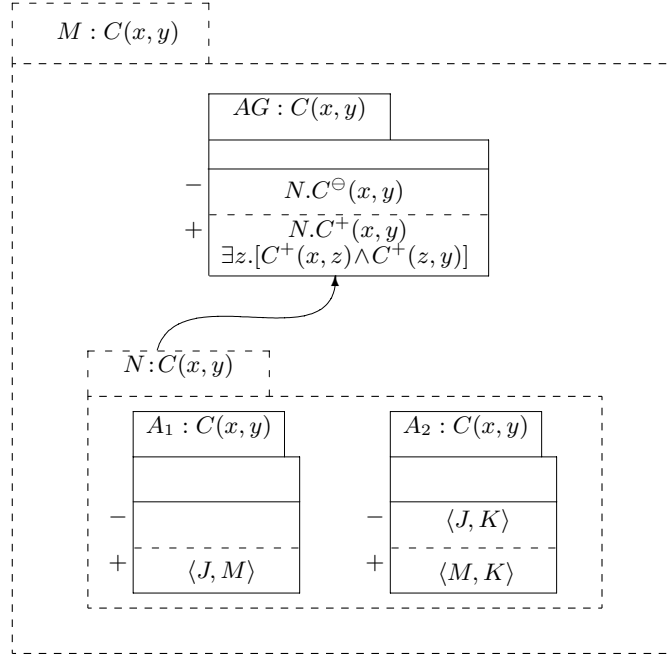 M : C(x, y)
AG : C(x, y)
− N.C⊖(x, y)
+ N.C⁺(x, y)
∃z.[C⁺(x, z)∧C⁺(z, y)]
N:C(x, y)
A₁ : C(x, y) A₂ : C(x, y)
− − ⟨J, K⟩
+ ⟨J, M⟩ + ⟨M, K⟩